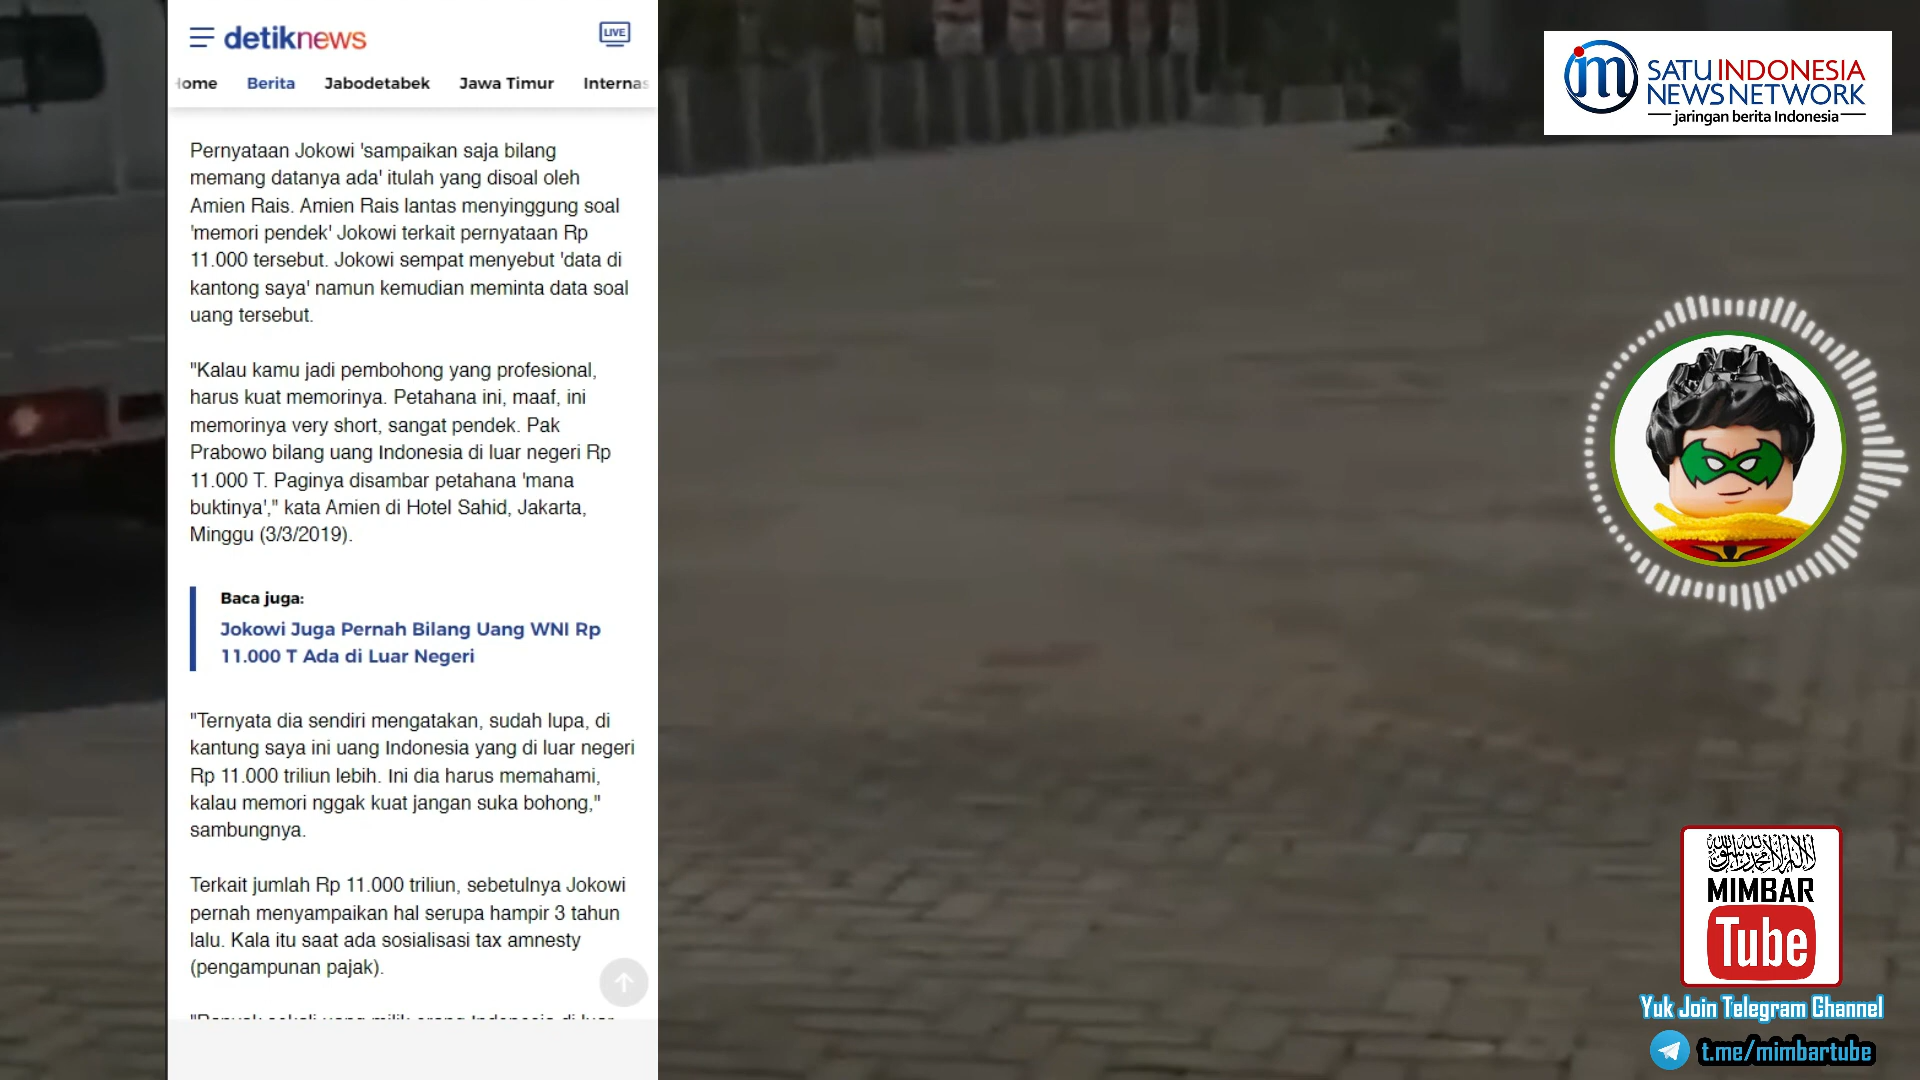 detiknews
LIVE
Home Berita Jabodetabek Jawa Timur Internas
Pernyataan Jokowi 'sampaikan saja bilang
memang datanya ada' itulah yang disoal oleh
Amien Rais. Amien Rais lantas menyinggung soal
'memori pendek' Jokowi terkait pernyataan Rp
11.000 tersebut. Jokowi sempat menyebut 'data di
kantong saya' namun kemudian meminta data soal
uang tersebut.
"Kalau kamu jadi pembohong yang profesional,
harus kuat memorinya. Petahana ini, maaf, ini
memorinya very short, sangat pendek. Pak
Prabowo bilang uang Indonesia di luar negeri Rp
11.000 T. Paginya disambar petahana 'mana
buktinya'," kata Amien di Hotel Sahid, Jakarta,
Minggu (3/3/2019).
Baca juga:
Jokowi Juga Pernah Bilang Uang WNI Rp
11.000 T Ada di Luar Negeri
"Ternyata dia sendiri mengatakan, sudah lupa, di
kantung saya ini uang Indonesia yang di luar negeri
Rp 11.000 triliun lebih. Ini dia harus memahami,
kalau memori nggak kuat jangan suka bohong,"
sambungnya.
Terkait jumlah Rp 11.000 triliun, sebetulnya Jokowi
pernah menyampaikan hal serupa hampir 3 tahun
lalu. Kala itu saat ada sosialisasi tax amnesty
(pengampunan pajak).
SATU INDONESIA
NEWS NETWORK
jaringan berita Indonesia
لا إله إلا الله محمد رسول الله
MIMBAR
Tube
Yuk Join Telegram Channel
t.me/mimbartube